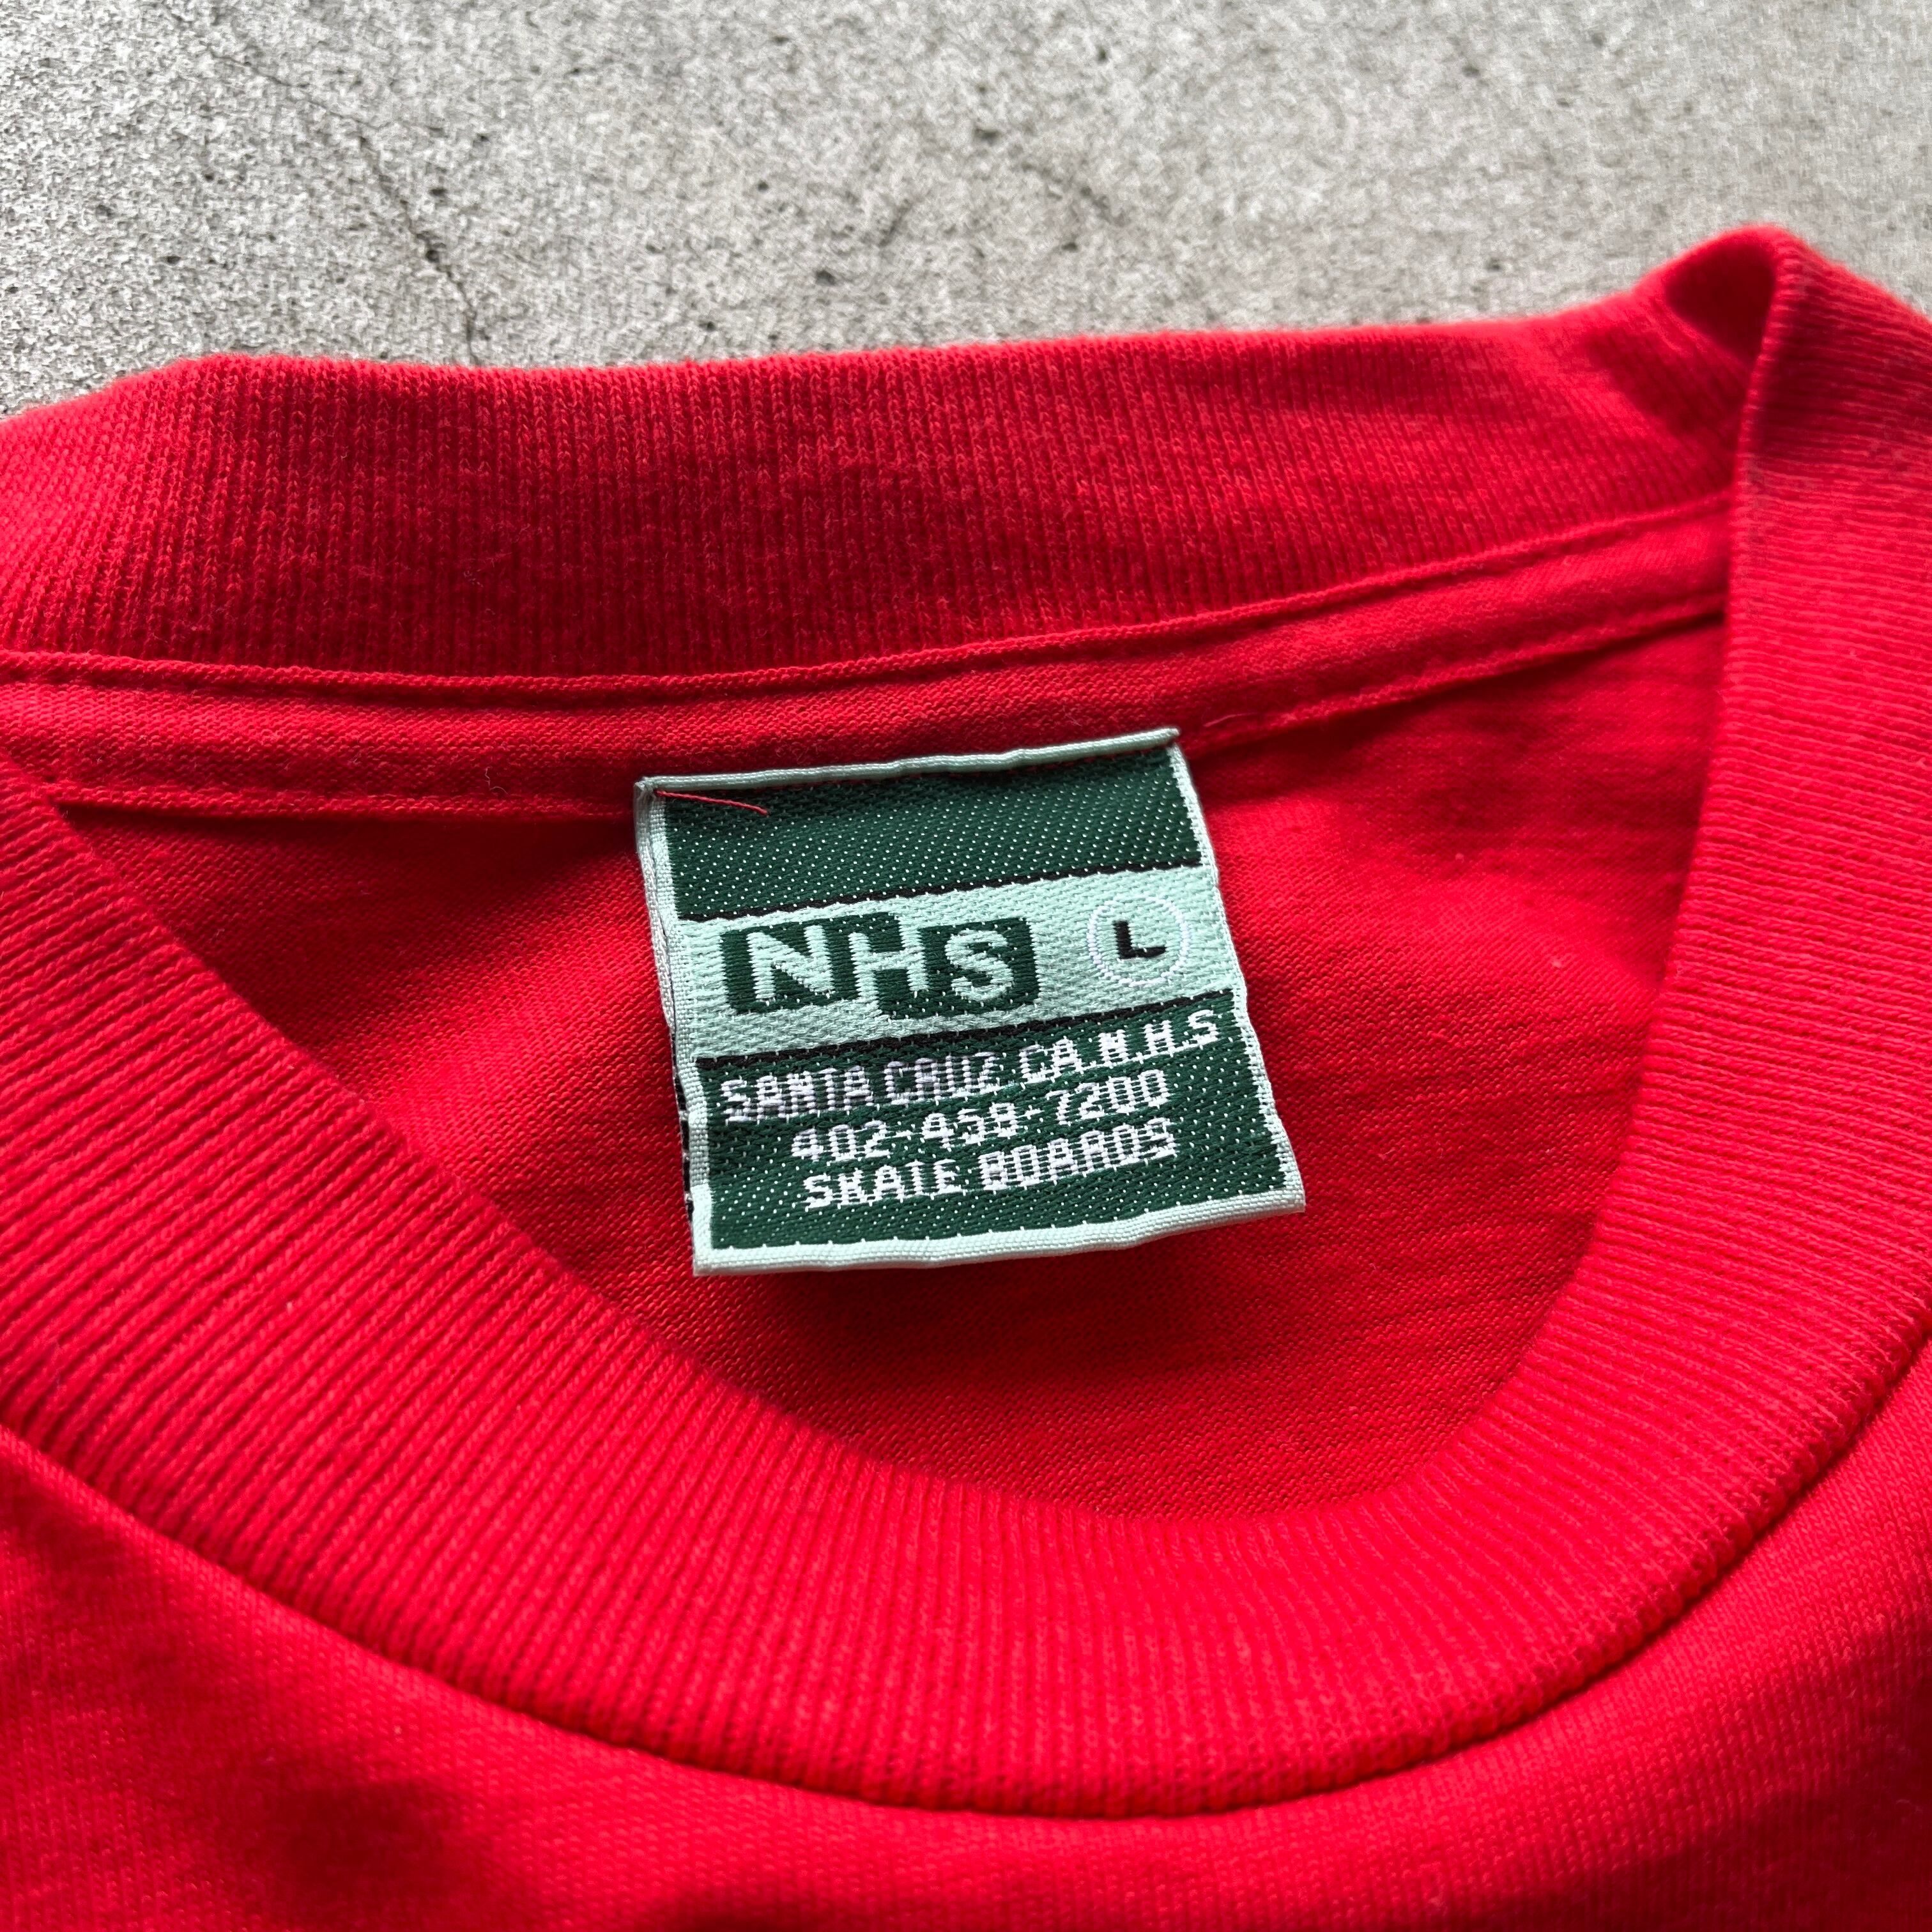 NHS L
SANTA CRUZ CA.N.H.S
402-458-7200
SKATE BOARDS